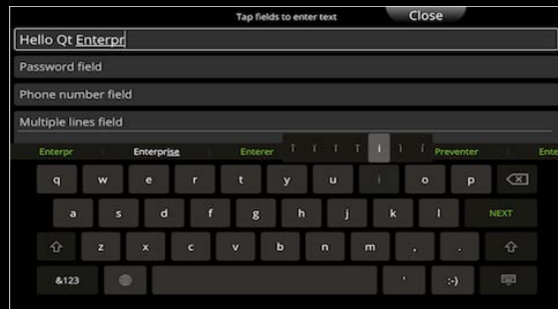 Tap fields to enter text Close
Hello Qt Enterpr
Password field
Phone number field
Multiple lines field
Enterpr Enterprise Enterer Preventer Ente
i
q w e r t y u i o p
a s d f g h j k l NEXT
z x c v b n m , .
&123 ' :-)